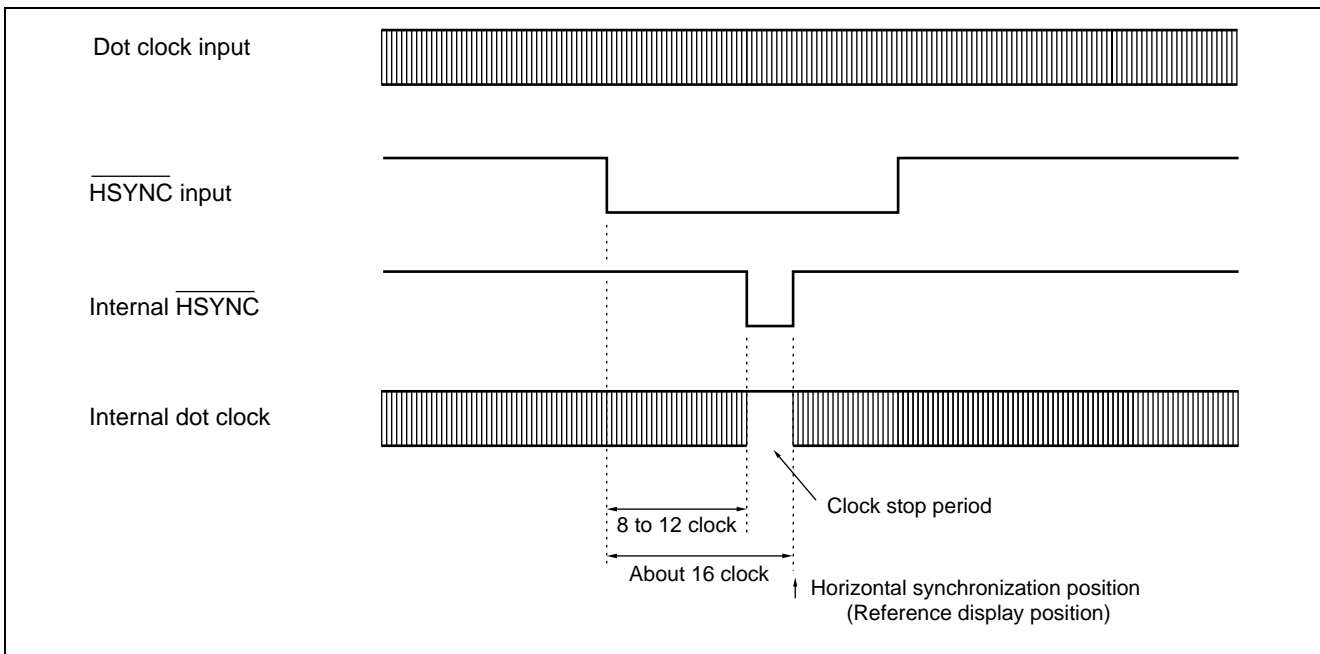 Dot clock input
HSYNC input
Internal HSYNC
Internal dot clock
Clock stop period
8 to 12 clock
About 16 clock
Horizontal synchronization position
(Reference display position)